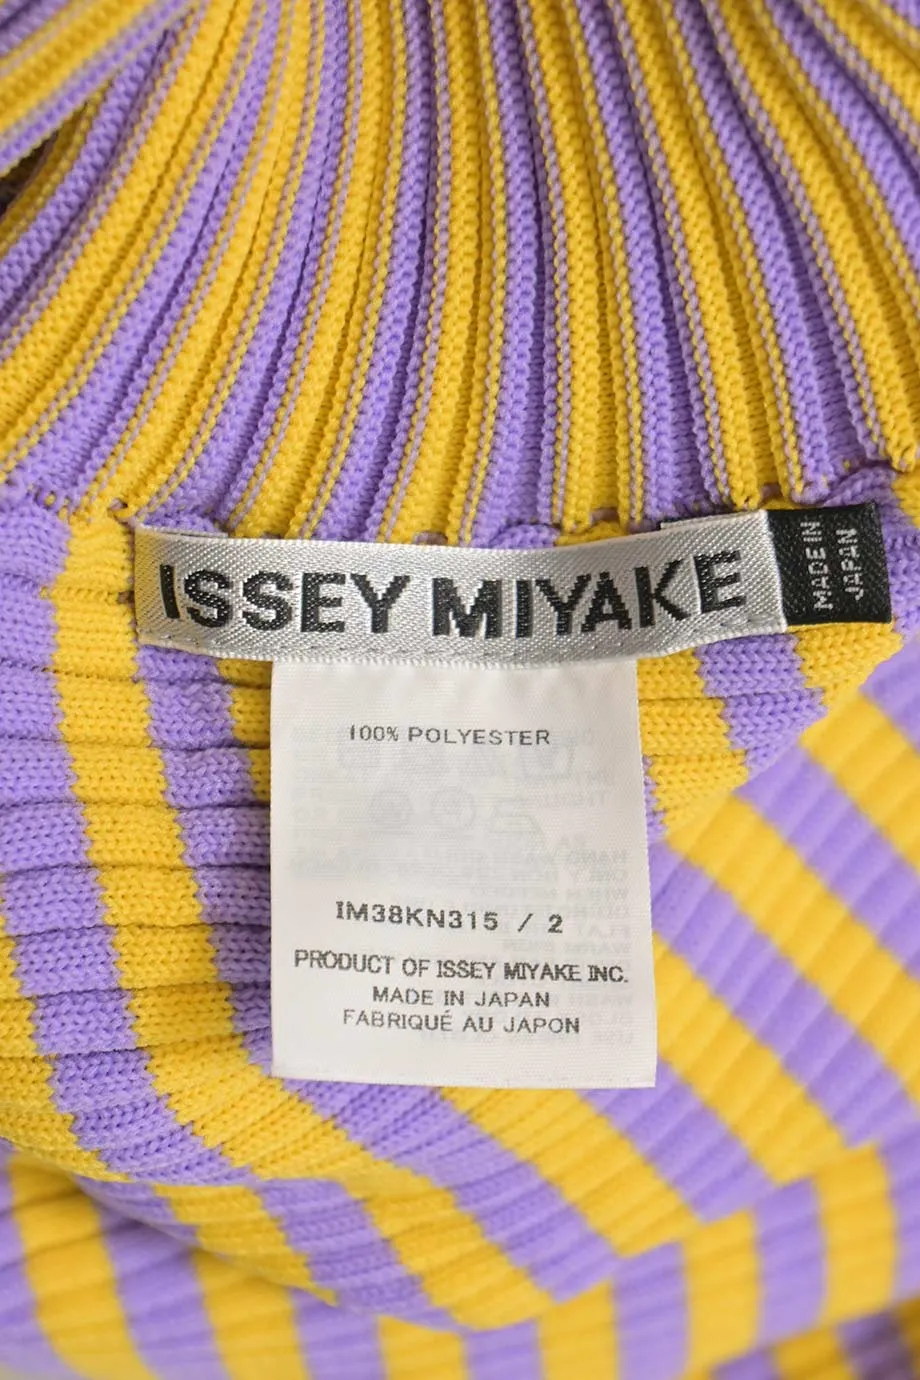 ISSEY MIYAKE
MADE IN
JAPAN
100% POLYESTER
IM38KN315 / 2
PRODUCT OF ISSEY MIYAKE INC.
MADE IN JAPAN
FABRIQUÉ AU JAPON